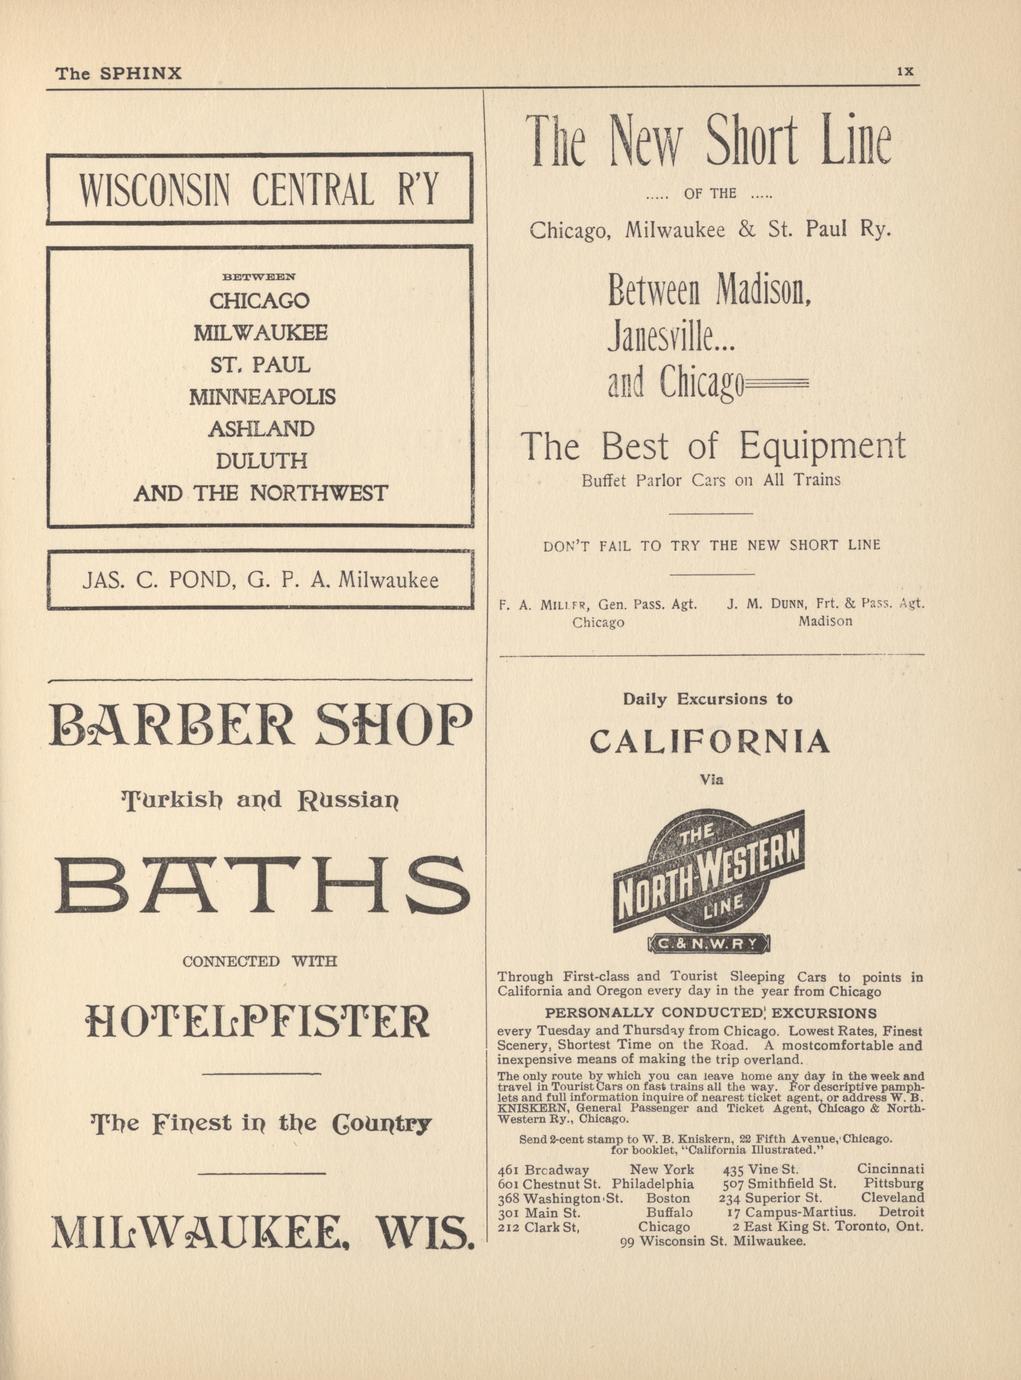 The SPHINX
ix
WISCONSIN CENTRAL R'Y
BETWEEN
CHICAGO
MILWAUKEE
ST. PAUL
MINNEAPOLIS
ASHLAND
DULUTH
AND THE NORTHWEST
JAS. C. POND, G. P. A. Milwaukee
BARBER SHOP
Turkish and Russian
BATHS
CONNECTED WITH
HOTEL PFISTER
The Finest in the Country
MILWAUKEE, WIS.
The New Short Line
..... OF THE .....
Chicago, Milwaukee & St. Paul Ry.
Between Madison,
Janesville...
and Chicago
The Best of Equipment
Buffet Parlor Cars on All Trains
DON'T FAIL TO TRY THE NEW SHORT LINE
F. A. MILLER, Gen. Pass. Agt. J. M. DUNN, Frt. & Pass. Agt.
Chicago Madison
Daily Excursions to
CALIFORNIA
Via
THE
NORTH-WESTERN
LINE
C. & N. W. RY
Through First-class and Tourist Sleeping Cars to points in
California and Oregon every day in the year from Chicago
PERSONALLY CONDUCTED EXCURSIONS
every Tuesday and Thursday from Chicago. Lowest Rates, Finest
Scenery, Shortest Time on the Road. A mostcomfortable and
inexpensive means of making the trip overland.
The only route by which you can leave home any day in the week and
travel in Tourist Cars on fast trains all the way. For descriptive pamph-
lets and full information inquire of nearest ticket agent, or address W. B.
KNISKERN, General Passenger and Ticket Agent, Chicago & North-
Western Ry., Chicago.
Send 2-cent stamp to W. B. Kniskern, 22 Fifth Avenue, Chicago.
for booklet, "California Illustrated."
461 Broadway New York 435 Vine St. Cincinnati
601 Chestnut St. Philadelphia 507 Smithfield St. Pittsburg
368 Washington St. Boston 234 Superior St. Cleveland
301 Main St. Buffalo 17 Campus-Martius. Detroit
212 Clark St, Chicago 2 East King St. Toronto, Ont.
99 Wisconsin St. Milwaukee.